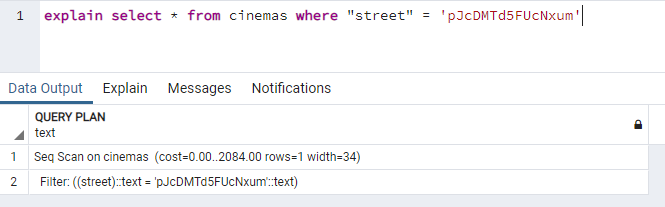 1 explain select * from cinemas where "street" = 'pJcDMTd5FUcNxum'
Data Output Explain Messages Notifications
QUERY PLAN
text
1 Seq Scan on cinemas (cost=0.00..2084.00 rows=1 width=34)
2 Filter: ((street)::text = 'pJcDMTd5FUcNxum'::text)